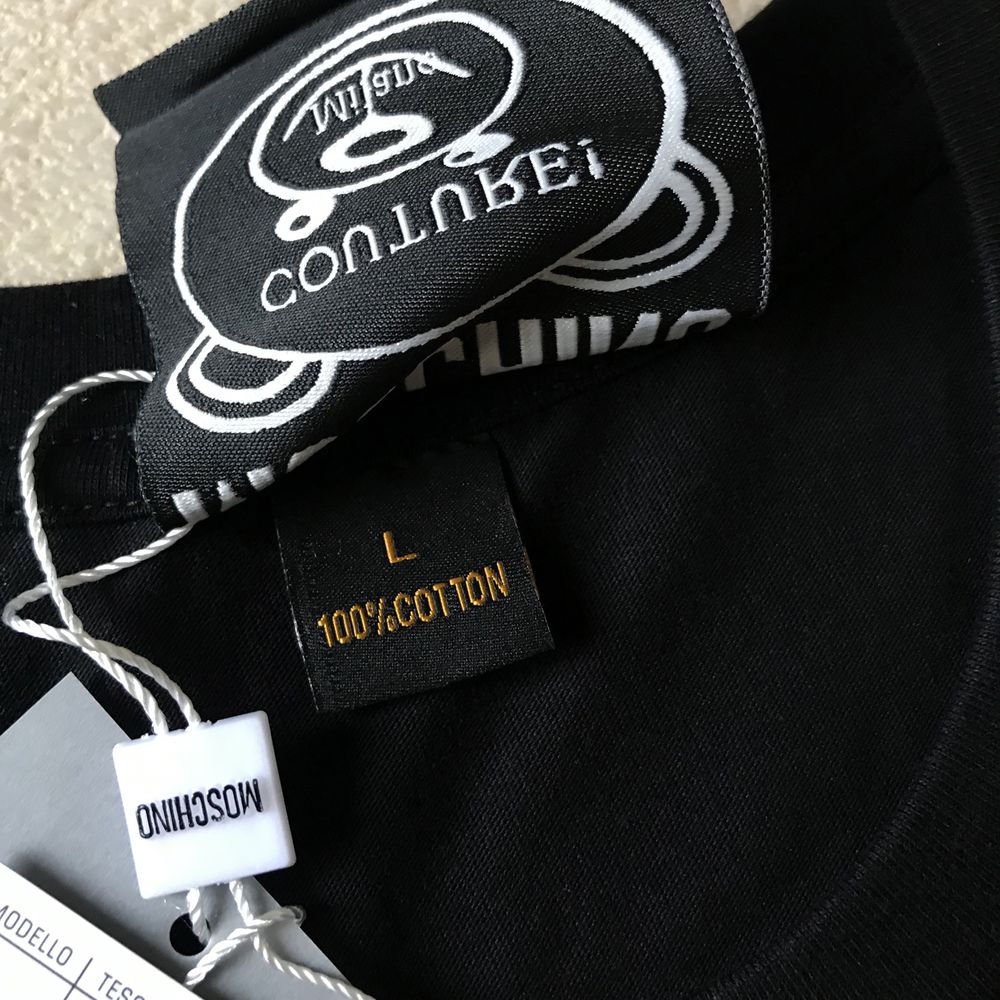 Milano
COUTURE!
L
100%COTTON
MOSCHINO
MODELLO